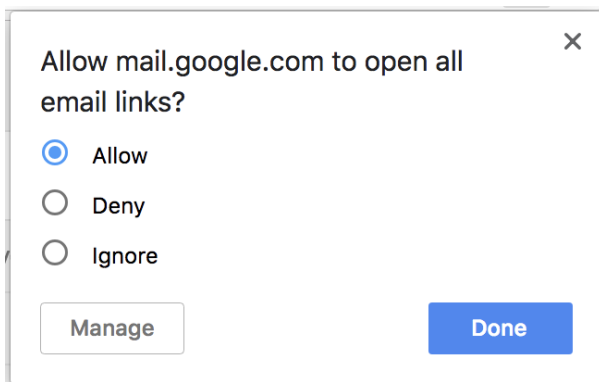 Allow mail.google.com to open all
email links?
Allow
Deny
Ignore
Manage
Done